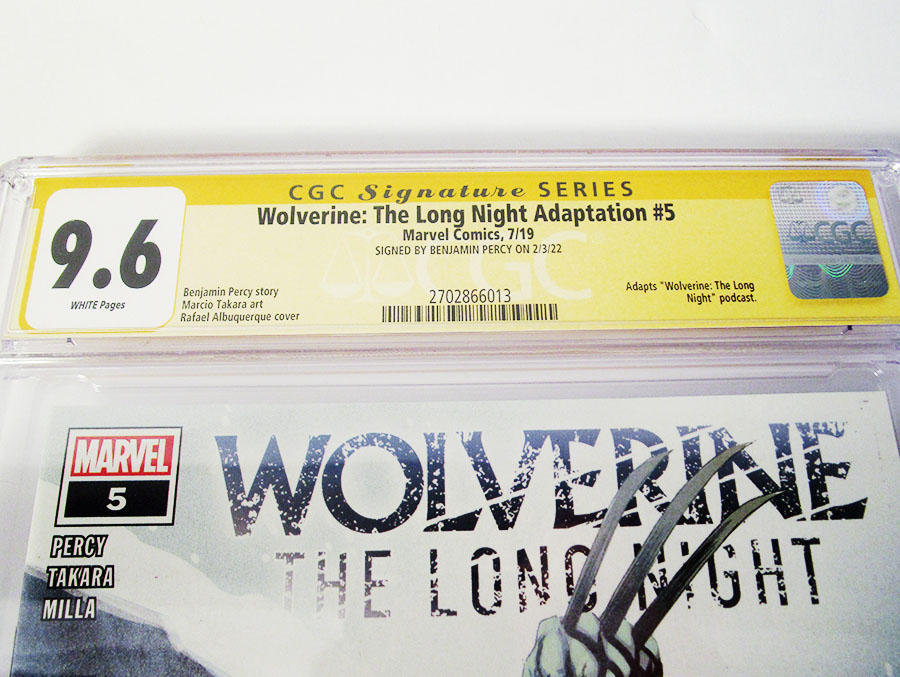 CGC Signature SERIES
Wolverine: The Long Night Adaptation #5
Marvel Comics, 7/19
SIGNED BY BENJAMIN PERCY ON 2/3/22
9.6
WHITE Pages
Benjamin Percy story
Marcio Takara art
Rafael Albuquerque cover
CGC
2702866013
Adapts "Wolverine: The Long
Night" podcast.
CGC
MARVEL
5
PERCY
TAKARA
MILLA
WOLVERINE
THE LONG NIGHT